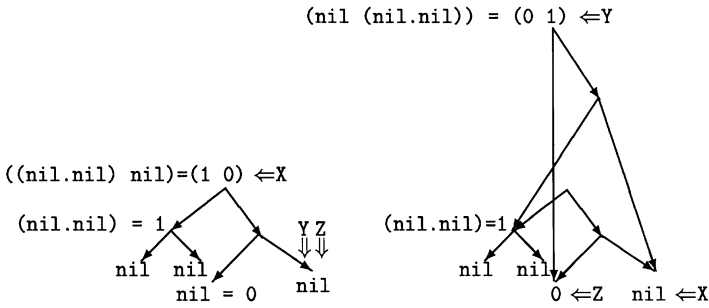 (nil (nil.nil)) = (0 1) ⇐Y
((nil.nil) nil)=(1 0) ⇐X
(nil.nil) = 1
Y Z
⇓ ⇓
(nil.nil)=1
nil nil
nil
nil = 0
nil nil
0 ⇐Z
nil ⇐X